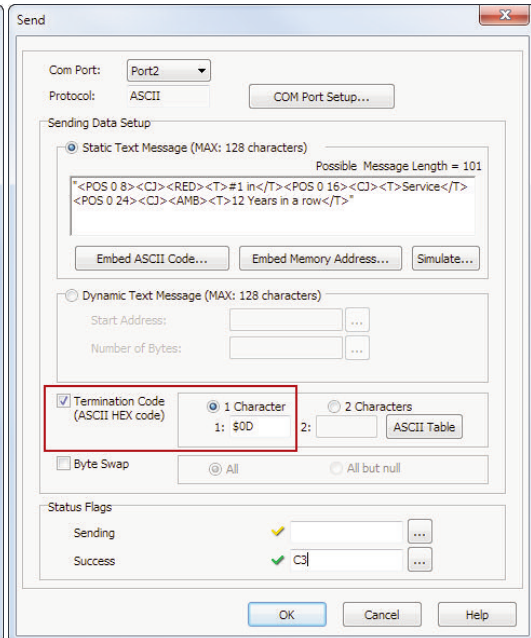 Send
Com Port: Port2
Protocol: ASCII COM Port Setup...
Sending Data Setup
Static Text Message (MAX: 128 characters)
Possible Message Length = 101
"<POS 0 8><CJ><RED><T>#1 in</T><POS 0 16><CJ><T>Service</T>
<POS 0 24><CJ><AMB><T>12 Years in a row</T>"
Embed ASCII Code... Embed Memory Address... Simulate...
Dynamic Text Message (MAX: 128 characters)
Start Address: ...
Number of Bytes: ...
Termination Code 1 Character 2 Characters
(ASCII HEX code) 1: $0D 2: ASCII Table
Byte Swap All All but null
Status Flags
Sending ...
Success C3 ...
OK Cancel Help